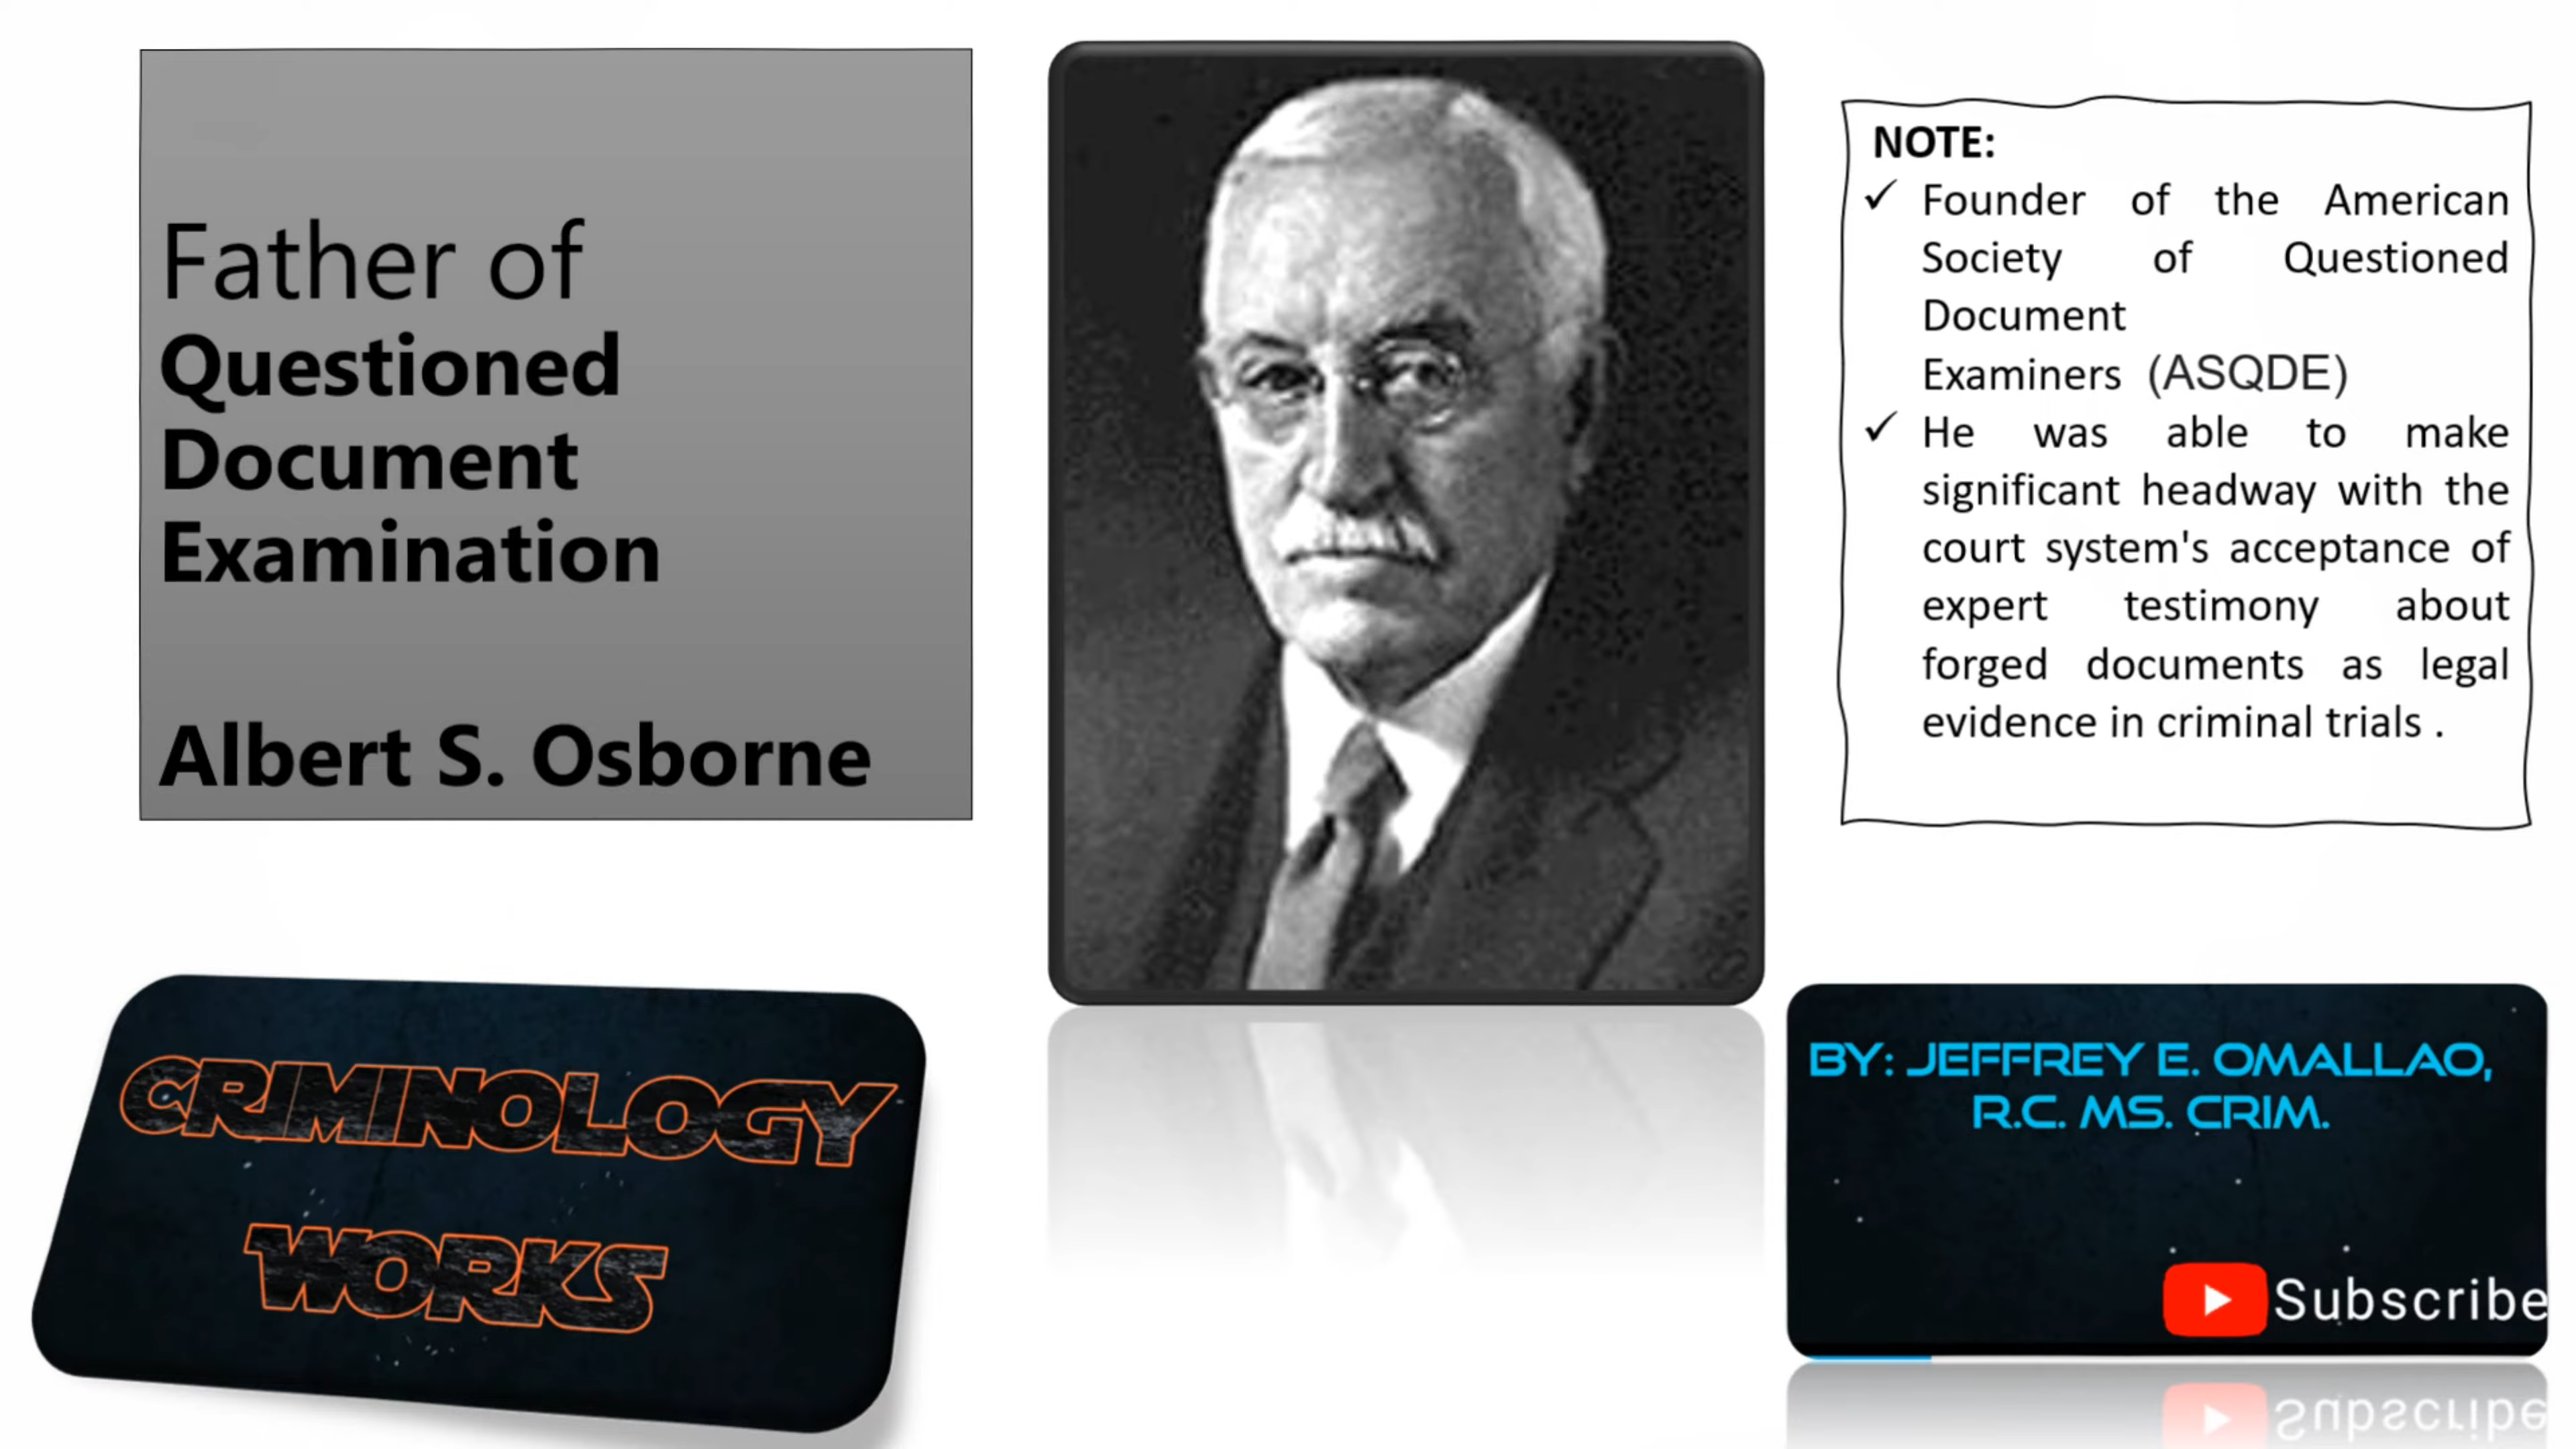 Father of
Questioned
Document
Examination
Albert S. Osborne
NOTE:
✓ Founder of the American
Society of Questioned
Document
Examiners (ASQDE)
✓ He was able to make
significant headway with the
court system's acceptance of
expert testimony about
forged documents as legal
evidence in criminal trials .
CRIMINOLOGY
WORKS
BY: JEFFREY E. OMALLAO,
R.C. MS. CRIM.
Subscribe